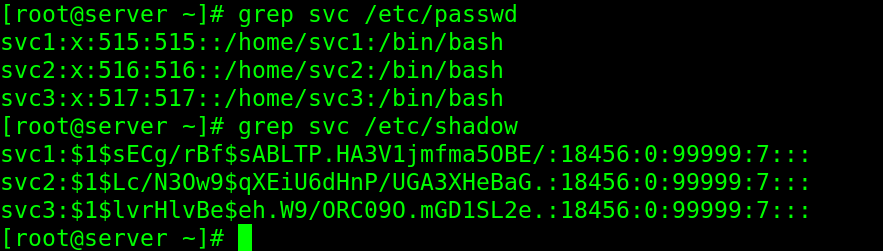 [root@server ~]# grep svc /etc/passwd
svc1:x:515:515::/home/svc1:/bin/bash
svc2:x:516:516::/home/svc2:/bin/bash
svc3:x:517:517::/home/svc3:/bin/bash
[root@server ~]# grep svc /etc/shadow
svc1:$1$sECg/rBf$sABLTP.HA3V1jmfma5OBE/:18456:0:99999:7:::
svc2:$1$Lc/N3Ow9$qXEiU6dHnP/UGA3XHeBaG.:18456:0:99999:7:::
svc3:$1$lvrHlvBe$eh.W9/ORC09O.mGD1SL2e.:18456:0:99999:7:::
[root@server ~]#